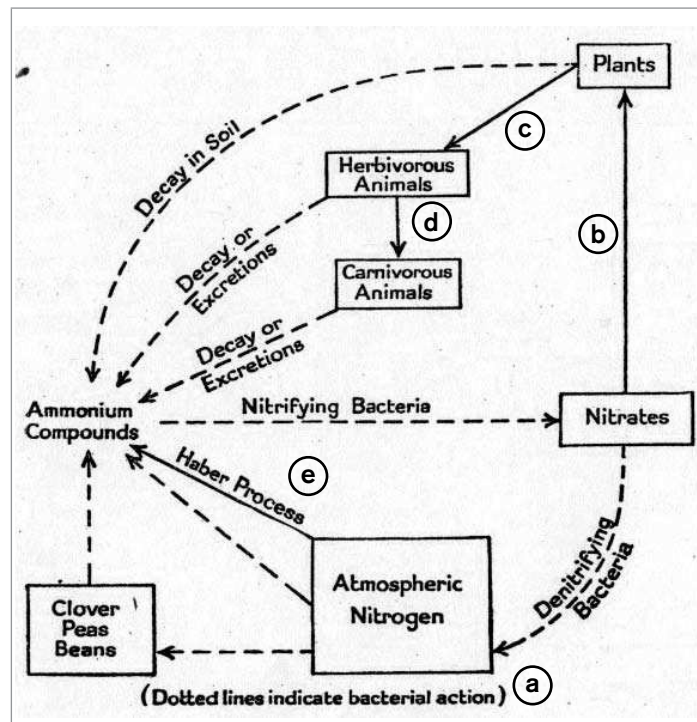 Plants
c
Decay in Soil
Herbivorous
Animals
d
b
Decay or
Excretions
Carnivorous
Animals
Decay or
Excretions
Ammonium
Compounds
Nitrifying Bacteria
Nitrates
Haber Process
e
Denitrifying
Bacteria
Atmospheric
Nitrogen
Clover
Peas
Beans
(Dotted lines indicate bacterial action)
a